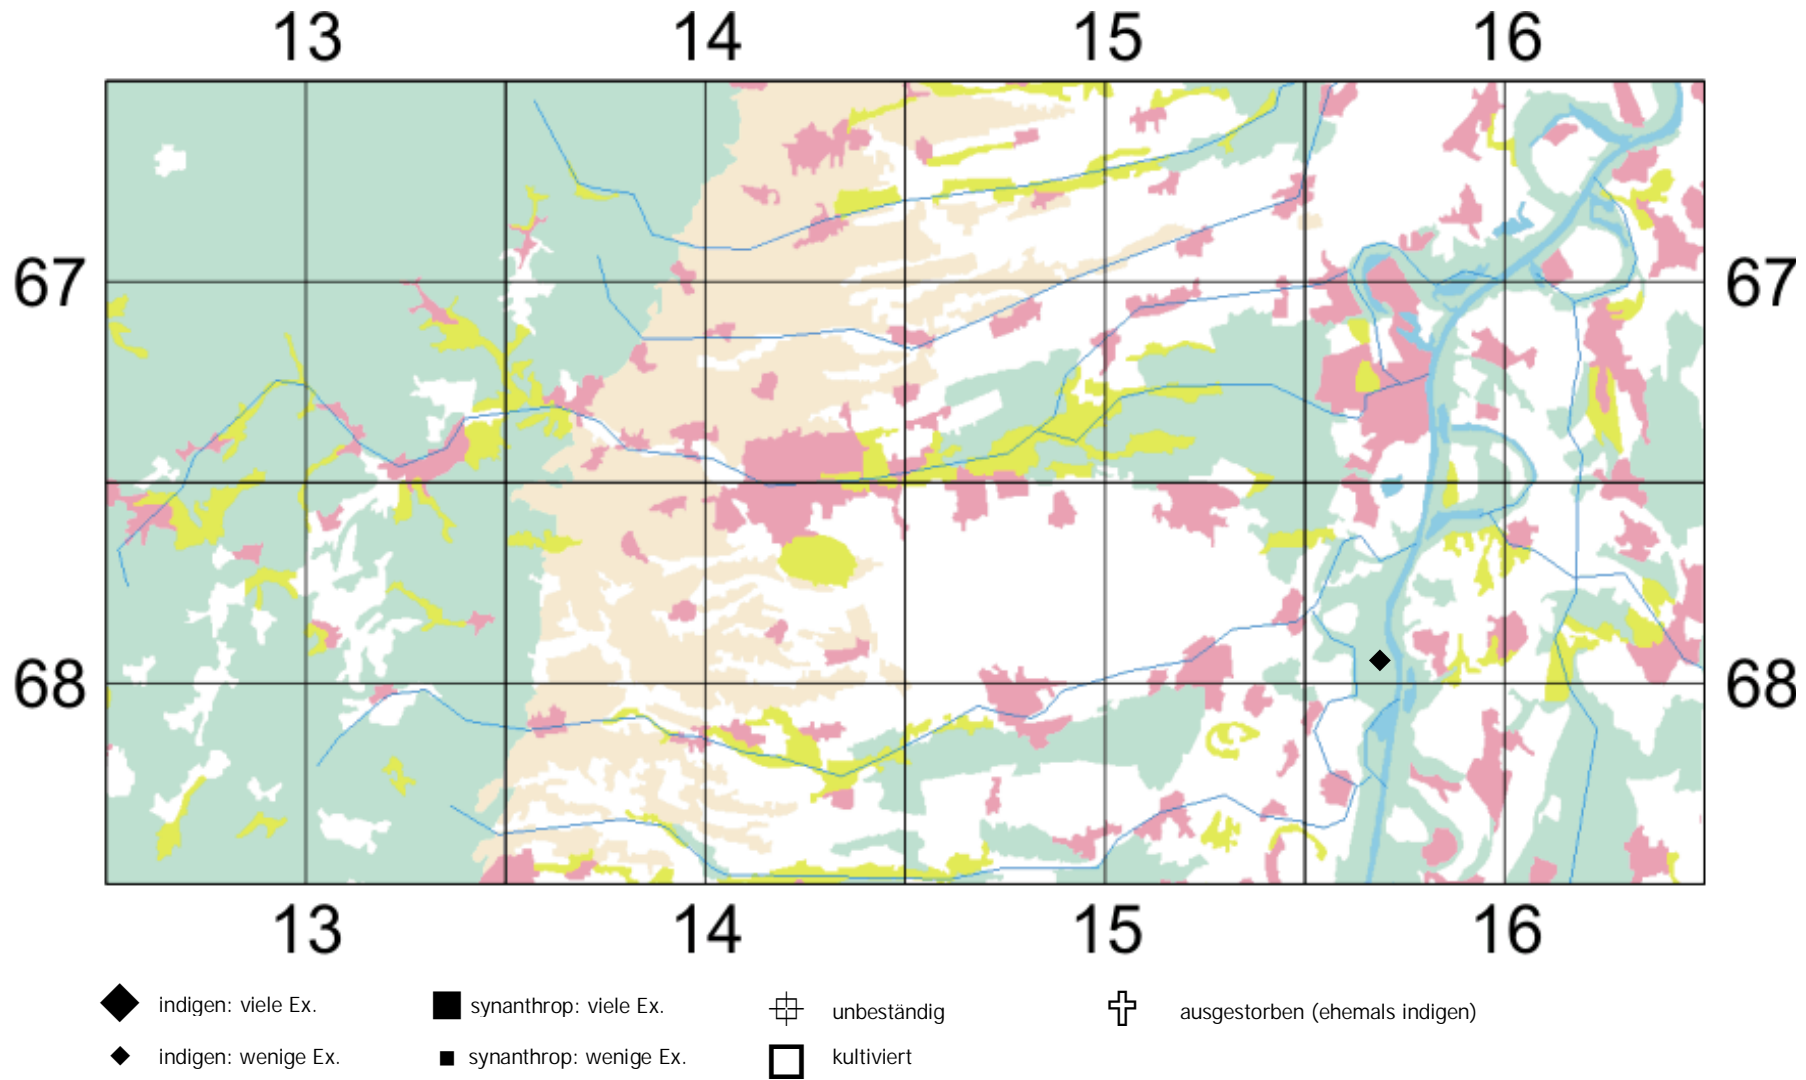 13 14 15 16
67 67
68 68
13 14 15 16
indigen: viele Ex. synanthrop: viele Ex. unbeständig ausgestorben (ehemals indigen)
indigen: wenige Ex. synanthrop: wenige Ex. kultiviert